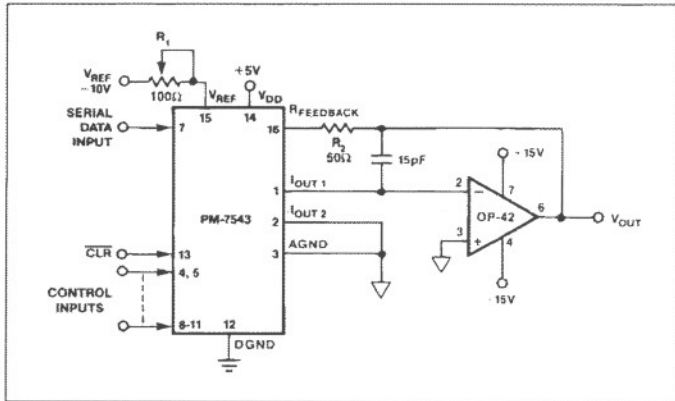 R1
VREF
-10V
100Ω
+5V
VREF
VDD
RFEEDBACK
15
14
16
SERIAL
DATA
INPUT
7
R2
50Ω
15pF
-15V
IOUT 1
1
2
7
6
VOUT
OP-42
PM-7543
IOUT 2
2
3
4
AGND
3
CLR
13
4, 5
-15V
CONTROL
INPUTS
8-11
12
DGND